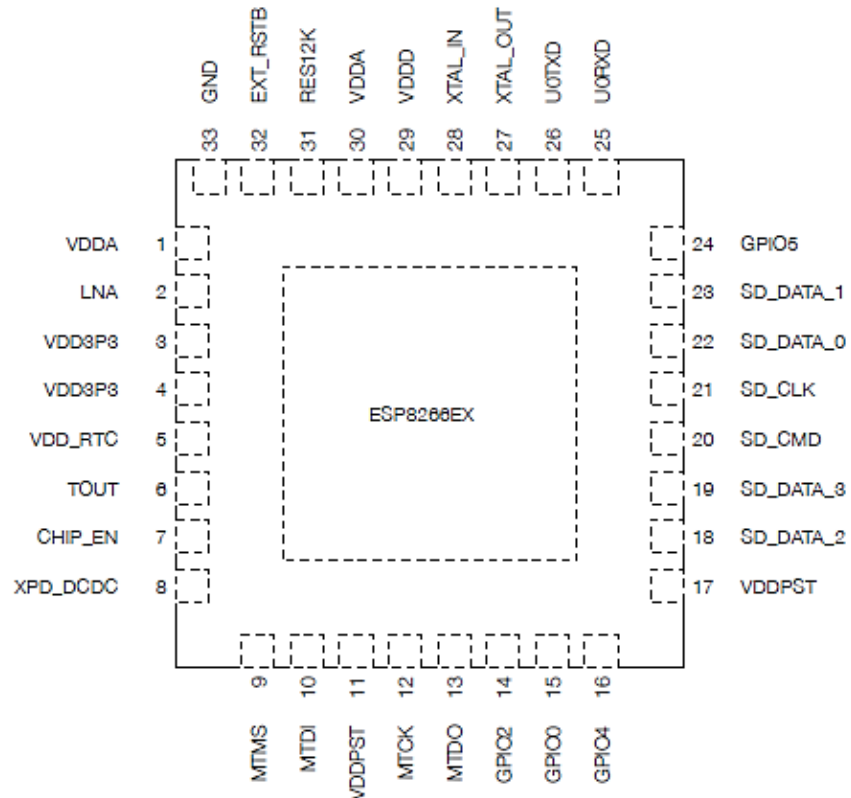 GND
EXT_RSTB
RES12K
VDDA
VDDD
XTAL_IN
XTAL_OUT
U0TXD
U0RXD
33
32
31
30
29
28
27
26
25
VDDA 1
LNA 2
VDD3P3 3
VDD3P3 4
VDD_RTC 5
TOUT 6
CHIP_EN 7
XPD_DCDC 8
ESP8266EX
24 GPIO5
23 SD_DATA_1
22 SD_DATA_0
21 SD_CLK
20 SD_CMD
19 SD_DATA_3
18 SD_DATA_2
17 VDDPST
9
10
11
12
13
14
15
16
MTMS
MTDI
VDDPST
MTCK
MTDO
GPIO2
GPIO0
GPIO4